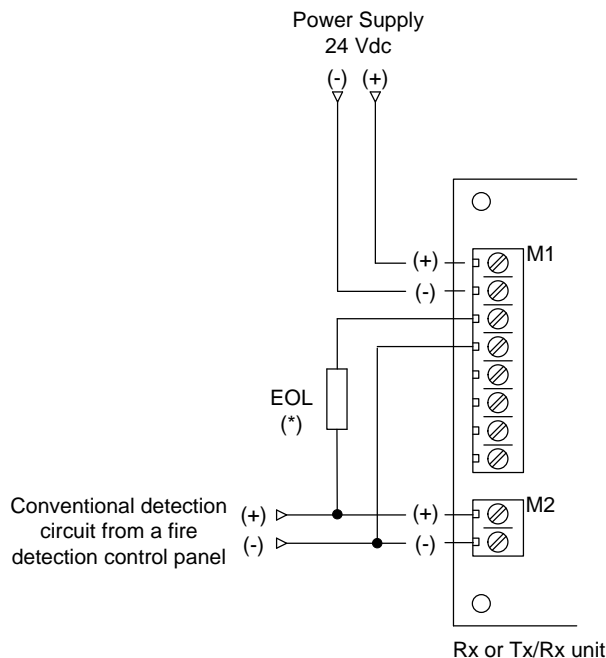 Power Supply
24 Vdc
(-) (+)
(+)
M1
(-)
EOL
(*)
Conventional detection
circuit from a fire
detection control panel
(+)
(-)
(+)
(-)
M2
Rx or Tx/Rx unit